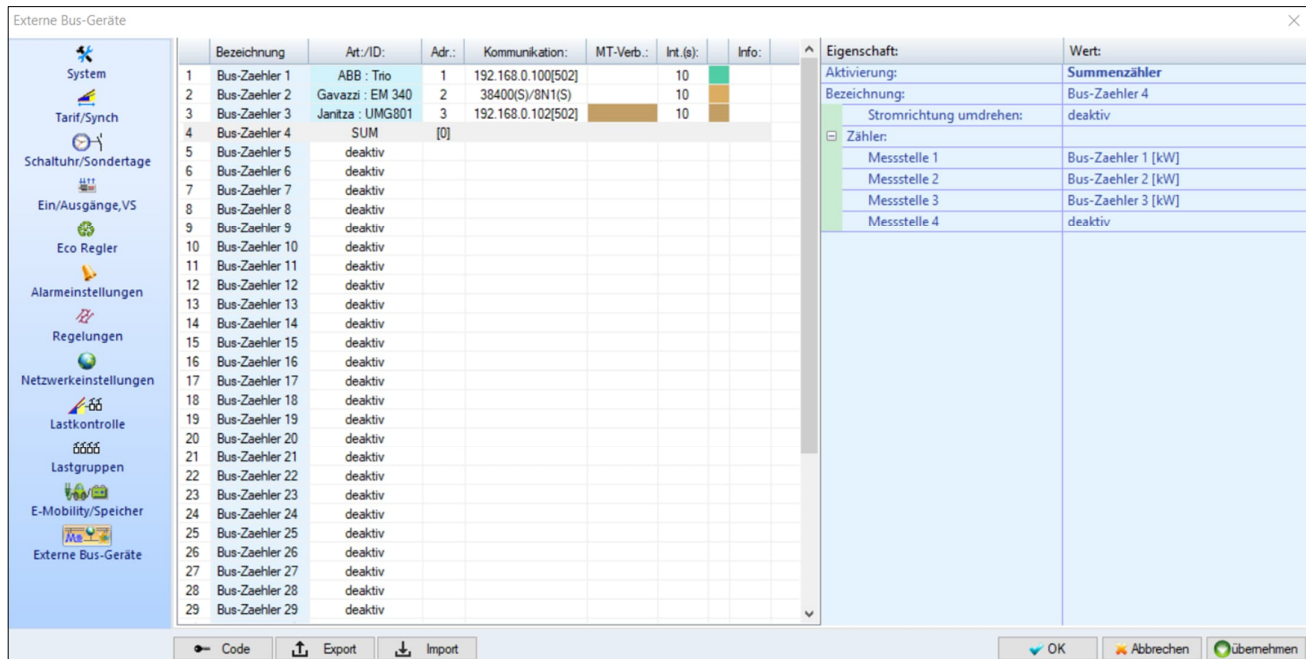 Externe Bus-Geräte
System
Tarif/Synch
Schaltuhr/Sondertage
Ein/Ausgänge,VS
Eco Regler
Alarmeinstellungen
Regelungen
Netzwerkeinstellungen
Lastkontrolle
Lastgruppen
E-Mobility/Speicher
Externe Bus-Geräte
Bezeichnung Art:/ID: Adr.: Kommunikation: MT-Verb.: Int.(s): Info:
1 Bus-Zaehler 1 ABB : Trio 1 192.168.0.100[502] 10
2 Bus-Zaehler 2 Gavazzi : EM 340 2 38400(S)/8N1(S) 10
3 Bus-Zaehler 3 Janitza : UMG801 3 192.168.0.102[502] 10
4 Bus-Zaehler 4 SUM [0]
5 Bus-Zaehler 5 deaktiv
6 Bus-Zaehler 6 deaktiv
7 Bus-Zaehler 7 deaktiv
8 Bus-Zaehler 8 deaktiv
9 Bus-Zaehler 9 deaktiv
10 Bus-Zaehler 10 deaktiv
11 Bus-Zaehler 11 deaktiv
12 Bus-Zaehler 12 deaktiv
13 Bus-Zaehler 13 deaktiv
14 Bus-Zaehler 14 deaktiv
15 Bus-Zaehler 15 deaktiv
16 Bus-Zaehler 16 deaktiv
17 Bus-Zaehler 17 deaktiv
18 Bus-Zaehler 18 deaktiv
19 Bus-Zaehler 19 deaktiv
20 Bus-Zaehler 20 deaktiv
21 Bus-Zaehler 21 deaktiv
22 Bus-Zaehler 22 deaktiv
23 Bus-Zaehler 23 deaktiv
24 Bus-Zaehler 24 deaktiv
25 Bus-Zaehler 25 deaktiv
26 Bus-Zaehler 26 deaktiv
27 Bus-Zaehler 27 deaktiv
28 Bus-Zaehler 28 deaktiv
29 Bus-Zaehler 29 deaktiv
Eigenschaft: Wert:
Aktivierung: Summenzähler
Bezeichnung: Bus-Zaehler 4
Stromrichtung umdrehen: deaktiv
Zähler:
Messstelle 1 Bus-Zaehler 1 [kW]
Messstelle 2 Bus-Zaehler 2 [kW]
Messstelle 3 Bus-Zaehler 3 [kW]
Messstelle 4 deaktiv
Code Export Import OK Abbrechen übernehmen